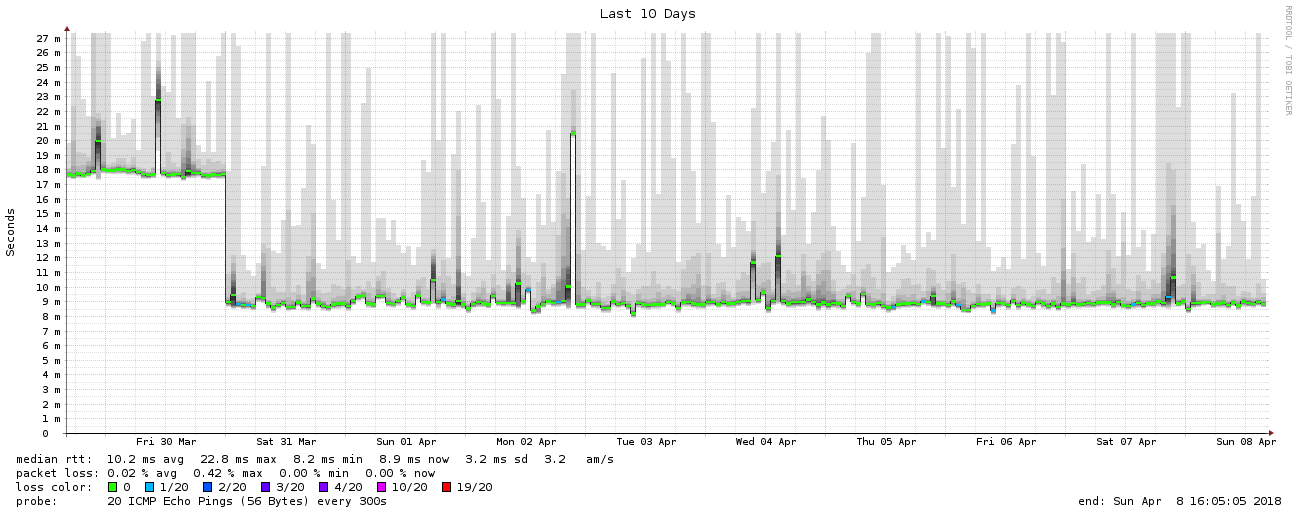 Last 10 Days
RRDTOOL / TOBI OETIKER
Seconds
27 m
26 m
25 m
24 m
23 m
22 m
21 m
20 m
19 m
18 m
17 m
16 m
15 m
14 m
13 m
12 m
11 m
10 m
9 m
8 m
7 m
6 m
5 m
4 m
3 m
2 m
1 m
0
Fri 30 Mar Sat 31 Mar Sun 01 Apr Mon 02 Apr Tue 03 Apr Wed 04 Apr Thu 05 Apr Fri 06 Apr Sat 07 Apr Sun 08 Apr
median rtt: 10.2 ms avg 22.8 ms max 8.2 ms min 8.9 ms now 3.2 ms sd 3.2 am/s
packet loss: 0.02 % avg 0.42 % max 0.00 % min 0.00 % now
loss color: 0 1/20 2/20 3/20 4/20 10/20 19/20
probe: 20 ICMP Echo Pings (56 Bytes) every 300s end: Sun Apr 8 16:05:05 2018